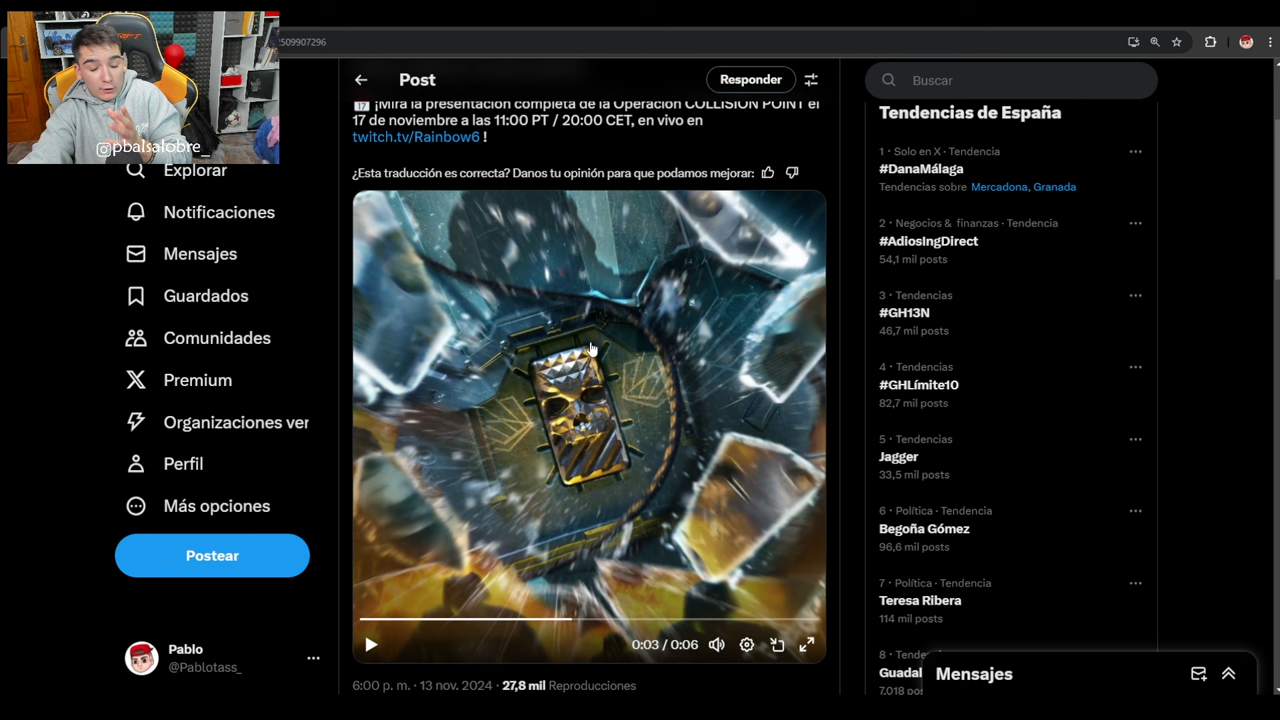 509907296
pbalsalobre_
Explorar
Notificaciones
Mensajes
Guardados
Comunidades
Premium
Organizaciones ver
Perfil
Más opciones
Postear
Pablo
@Pablotass_
Post
Responder
¡Mira la presentación completa de la Operación COLLISION POINT el
17 de noviembre a las 11:00 PT / 20:00 CET, en vivo en
twitch.tv/Rainbow6 !
¿Esta traducción es correcta? Danos tu opinión para que podamos mejorar:
0:03 / 0:06
6:00 p. m. · 13 nov. 2024 · 27,8 mil Reproducciones
Buscar
Tendencias de España
1 · Solo en X · Tendencia
#DanaMálaga
Tendencias sobre Mercadona, Granada
2 · Negocios & finanzas · Tendencia
#AdiosIngDirect
54,1 mil posts
3 · Tendencias
#GH13N
46,7 mil posts
4 · Tendencias
#GHLímite10
82,7 mil posts
5 · Tendencias
Jagger
33,5 mil posts
6 · Política · Tendencia
Begoña Gómez
96,6 mil posts
7 · Política · Tendencia
Teresa Ribera
114 mil posts
8 · Tende
Guadal
7.018 pos
Mensajes